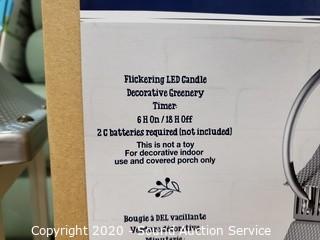 Flickering LED Candle
Decorative Greenery
Timer:
6 H On / 18 H Off
2 C batteries required (not included)
This is not a toy
For decorative indoor
use and covered porch only
Bougie à DEL vacillante
Minuterie:
Copyright 2020 - Sound Auction Service